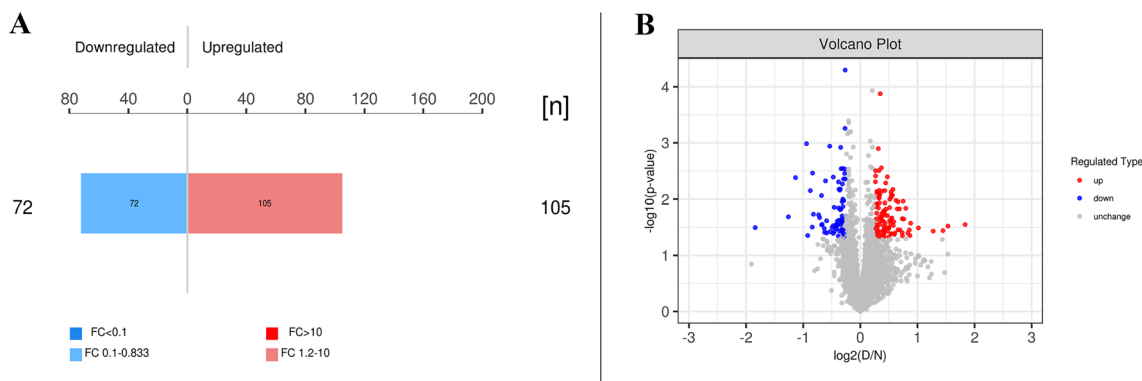 A
Downregulated
Upregulated
80 40 0 40 80 120 160 200
[n]
72
72
105
105
FC<0.1
FC>10
FC 0.1-0.833
FC 1.2-10
B
Volcano Plot
4
3
2
1
0
-log10(p-value)
-3 -2 -1 0 1 2 3
log2(D/N)
Regulated Type
up
down
unchange